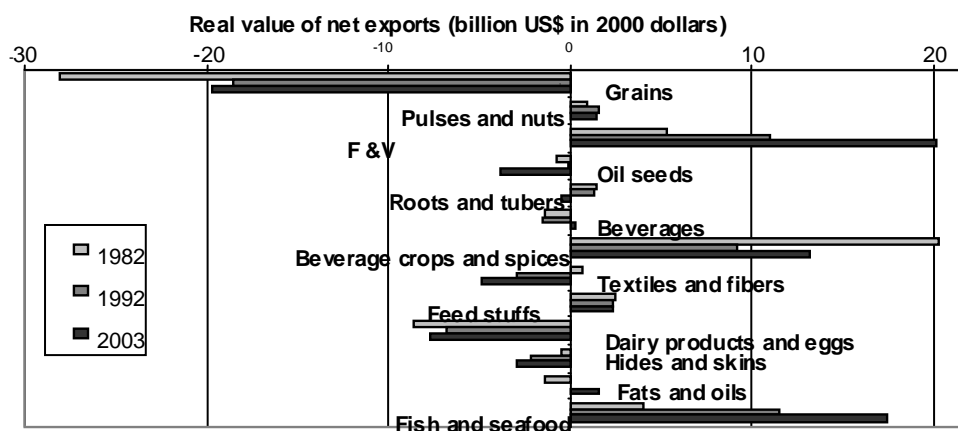 Real value of net exports (billion US$ in 2000 dollars)
-30 -20 -10 0 10 20
Grains
Pulses and nuts
F &V
Oil seeds
Roots and tubers
Beverages
Beverage crops and spices
Textiles and fibers
Feed stuffs
Dairy products and eggs
Hides and skins
Fats and oils
Fish and seafood
1982
1992
2003